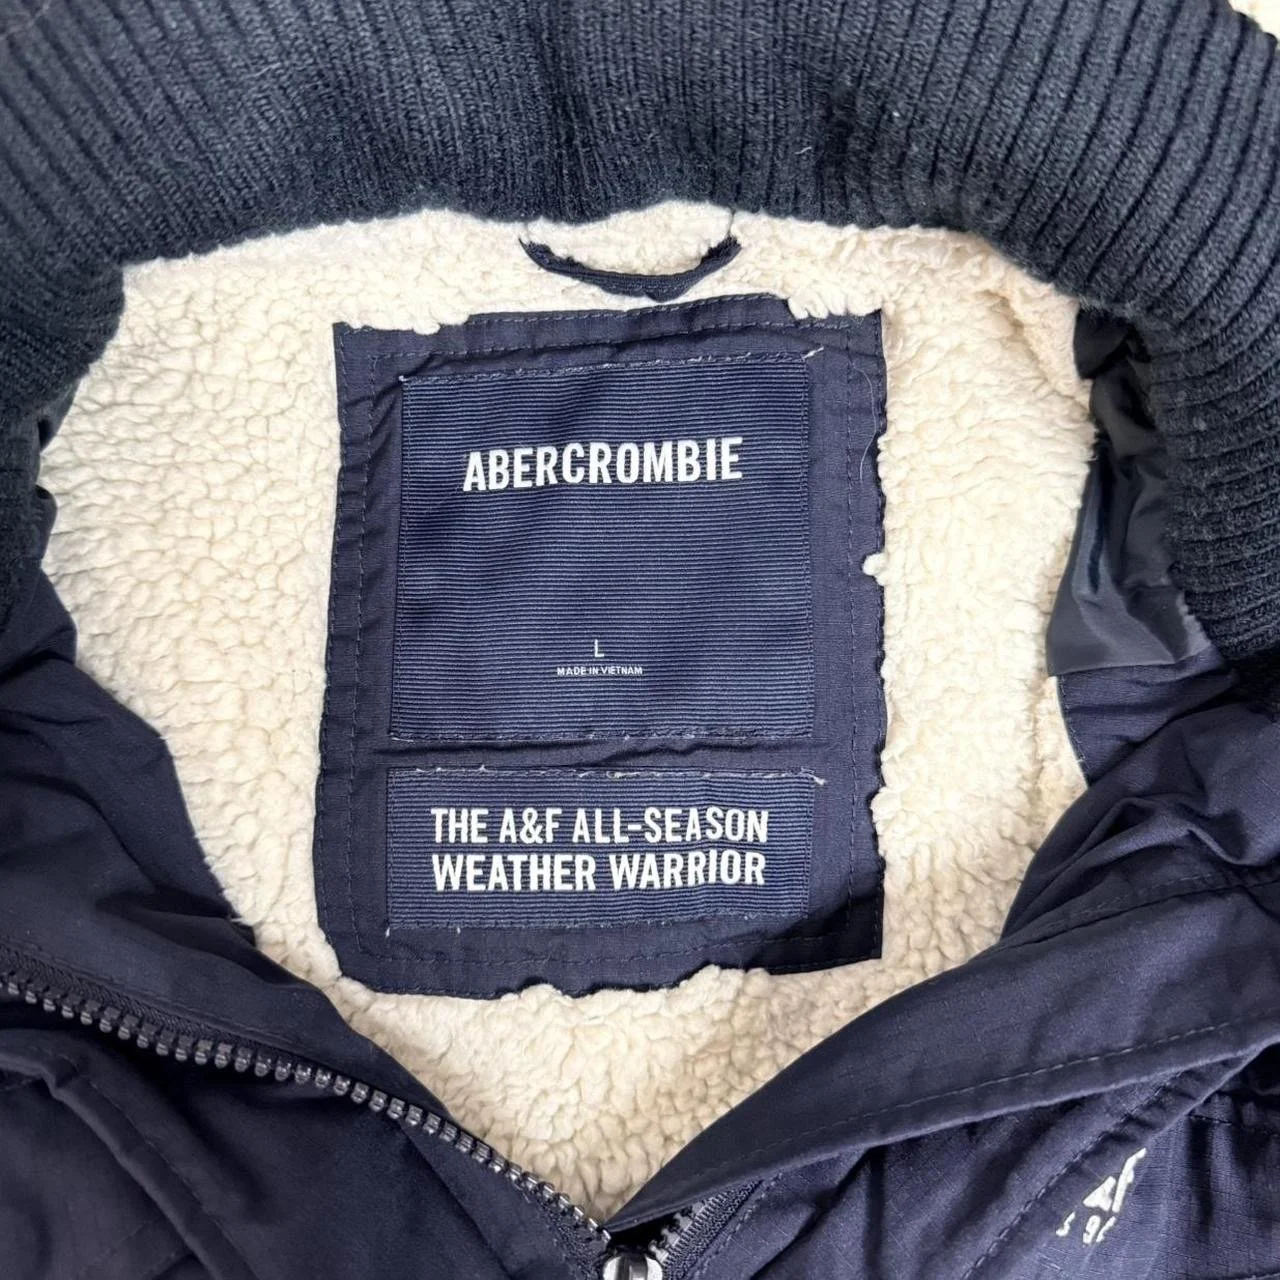 ABERCROMBIE
L
MADE IN VIETNAM
THE A&F ALL-SEASON
WEATHER WARRIOR